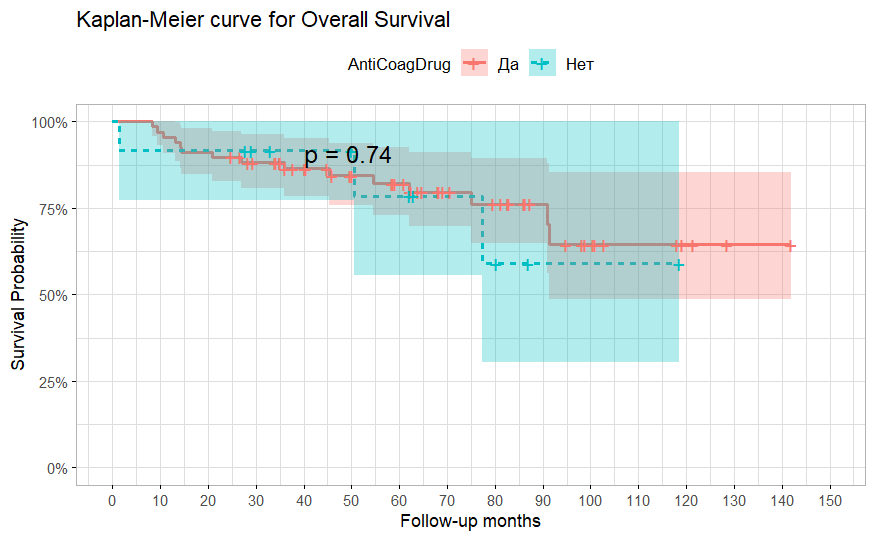 Kaplan-Meier curve for Overall Survival
AntiCoagDrug Да Нет
100%
p = 0.74
75%
50%
25%
0%
Survival Probability
0 10 20 30 40 50 60 70 80 90 100 110 120 130 140 150
Follow-up months